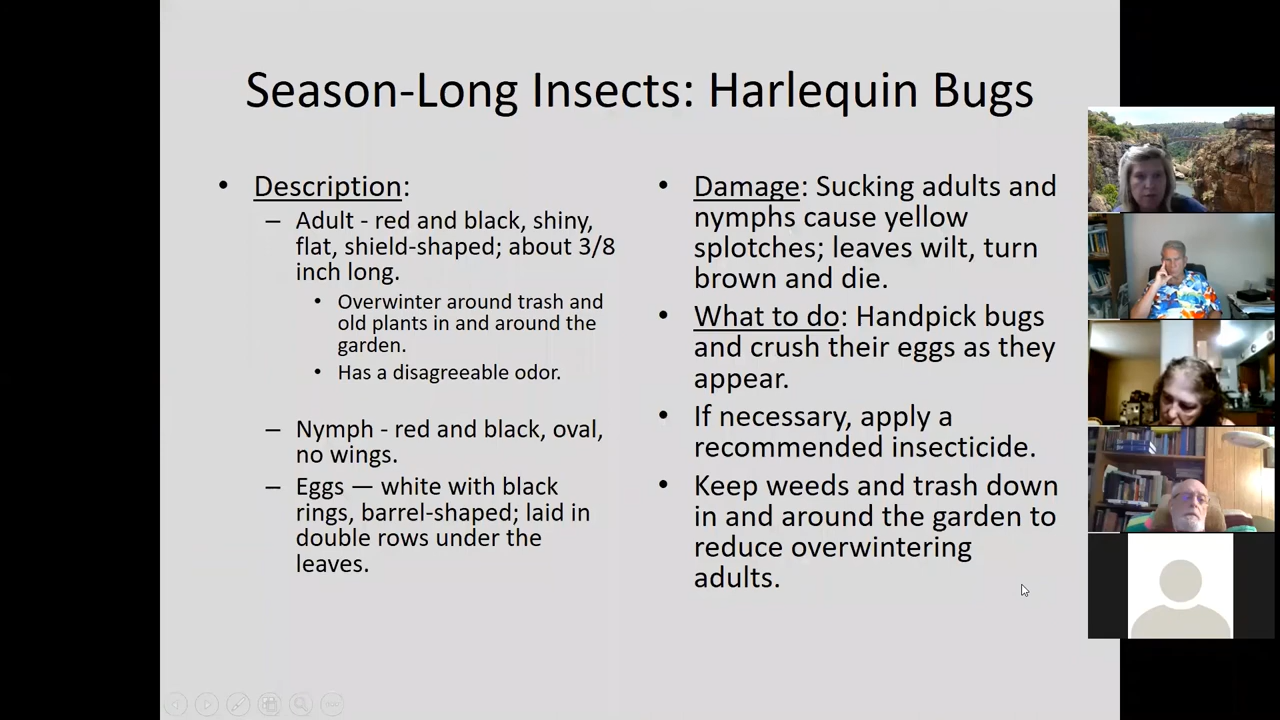 Season-Long Insects: Harlequin Bugs
• Description:
– Adult - red and black, shiny,
flat, shield-shaped; about 3/8
inch long.
• Overwinter around trash and
old plants in and around the
garden.
• Has a disagreeable odor.
– Nymph - red and black, oval,
no wings.
– Eggs — white with black
rings, barrel-shaped; laid in
double rows under the
leaves.
• Damage: Sucking adults and
nymphs cause yellow
splotches; leaves wilt, turn
brown and die.
• What to do: Handpick bugs
and crush their eggs as they
appear.
• If necessary, apply a
recommended insecticide.
• Keep weeds and trash down
in and around the garden to
reduce overwintering
adults.